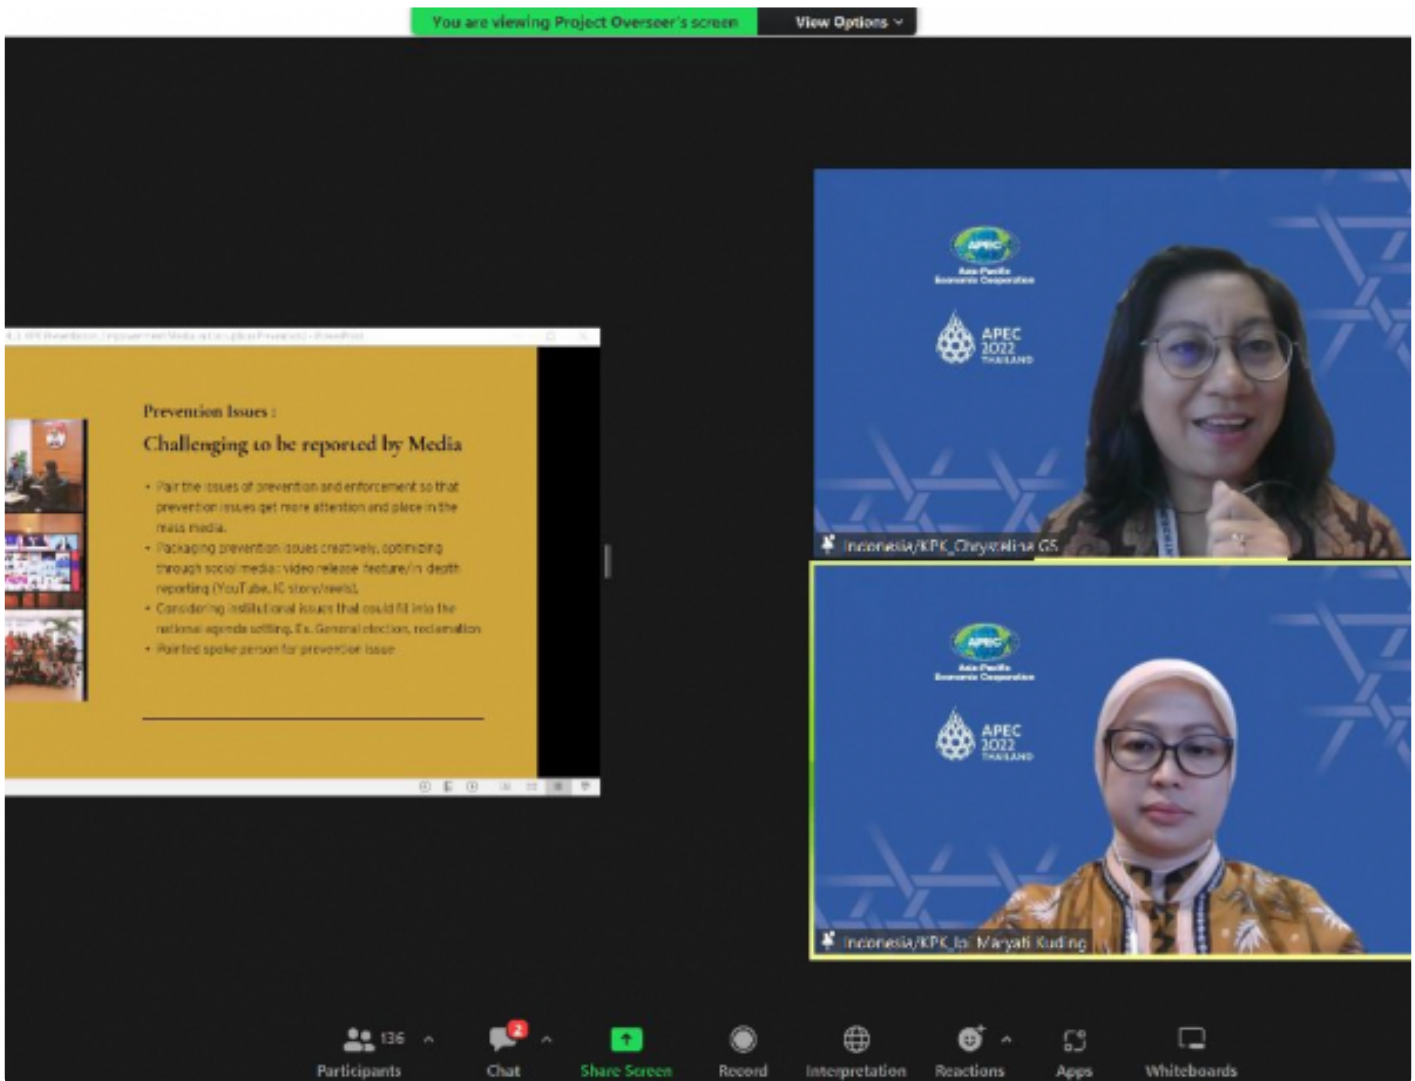 You are viewing Project Overseer's screen
View Options
Prevention Issues :
Challenging to be reported by Media
• Pair the issues of prevention and enforcement so that
prevention issues get more attention and place in the
mass media.
• Packaging prevention issues creatively, optimizing
through social media : video release feature/in depth
reporting (YouTube, IG story/reels).
• Considering institutional issues that could fill into the
national agenda setting. Ex. General election, reclamation
• Pointed spoke person for prevention issue
APEC
Asia-Pacific
Economic Cooperation
APEC
2022
THAILAND
Indonesia/KPK_Chrystelina GS
APEC
Asia-Pacific
Economic Cooperation
APEC
2022
THAILAND
Indonesia/KPK_Ipi Maryati Kuding
136
2
Participants
Chat
Share Screen
Record
Interpretation
Reactions
Apps
Whiteboards